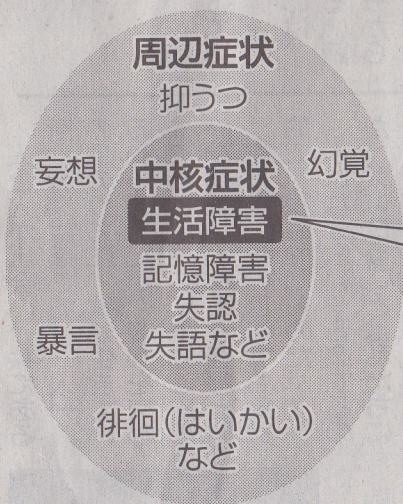 周辺症状
抑うつ
妄想
幻覚
中核症状
生活障害
記憶障害
失認
失語など
暴言
徘徊(はいかい)
など